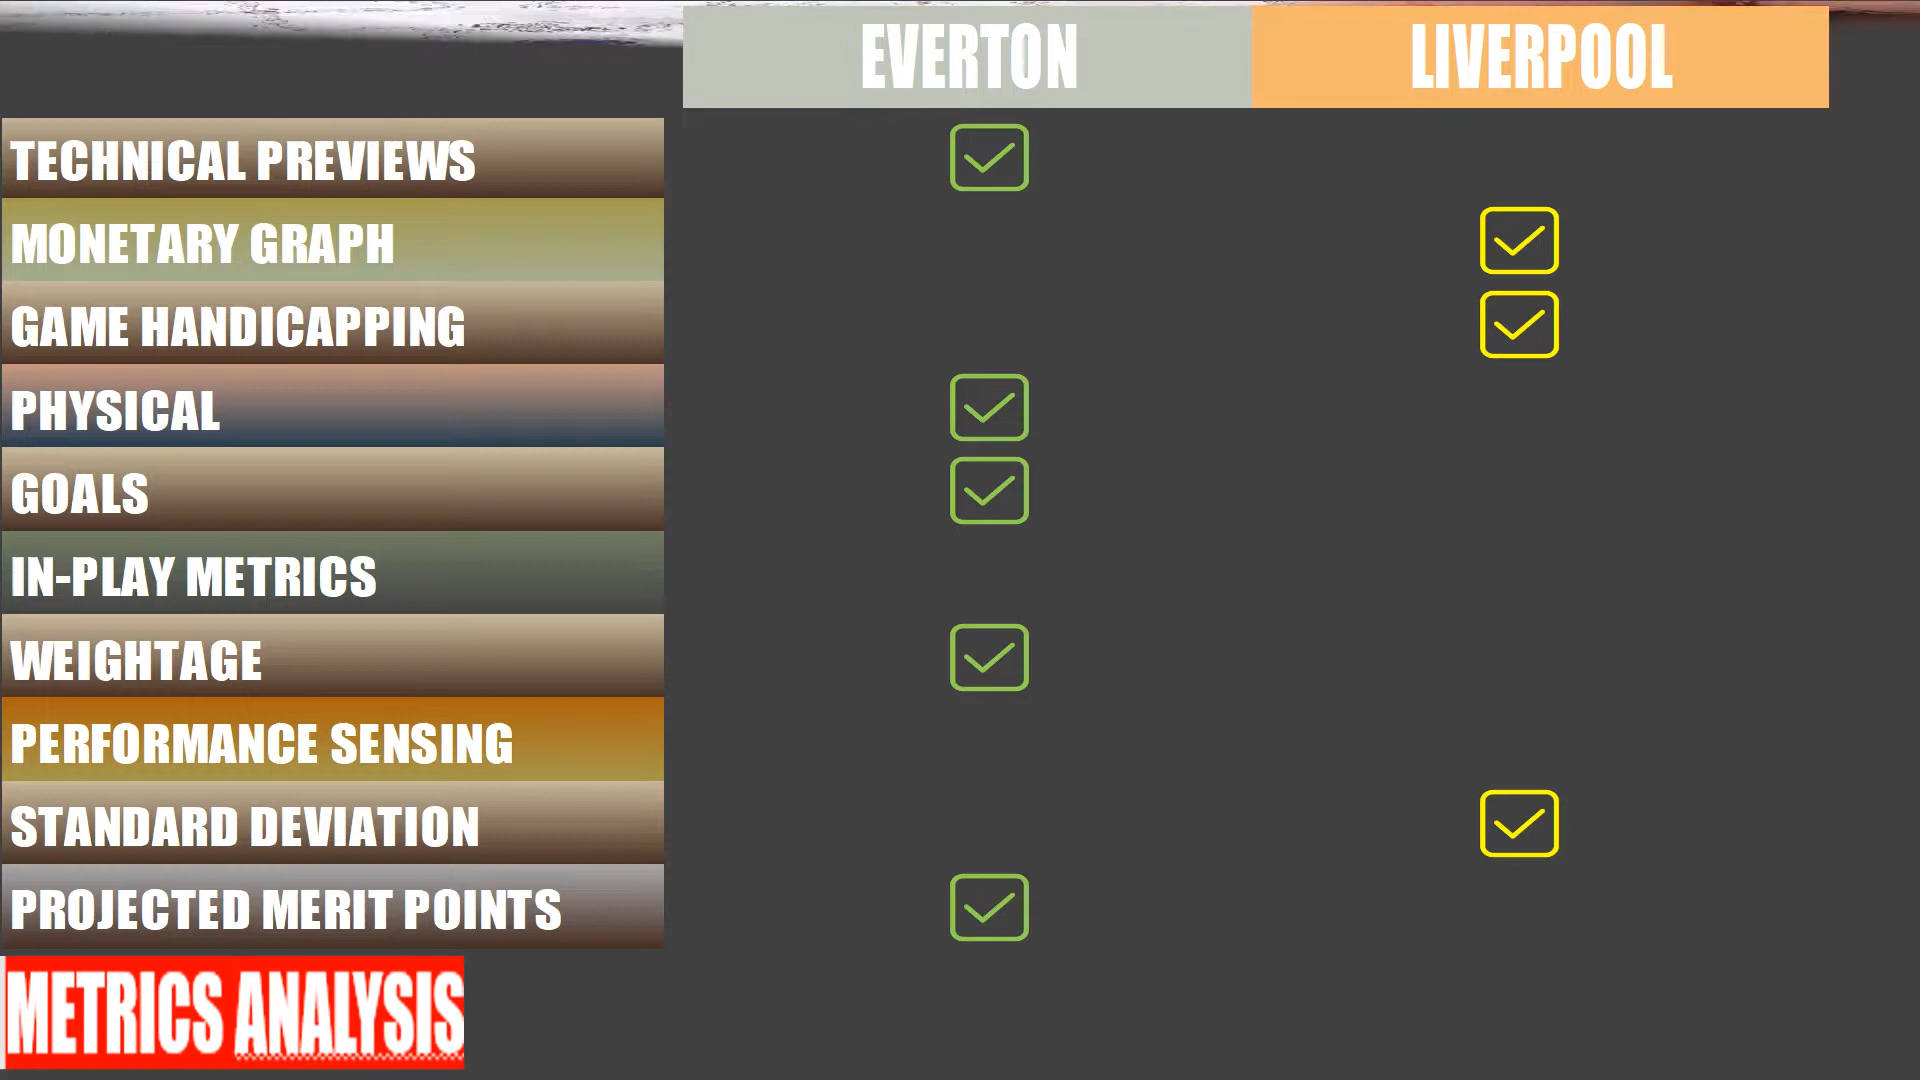 EVERTON LIVERPOOL
TECHNICAL PREVIEWS
MONETARY GRAPH
GAME HANDICAPPING
PHYSICAL
GOALS
IN-PLAY METRICS
WEIGHTAGE
PERFORMANCE SENSING
STANDARD DEVIATION
PROJECTED MERIT POINTS
METRICS ANALYSIS